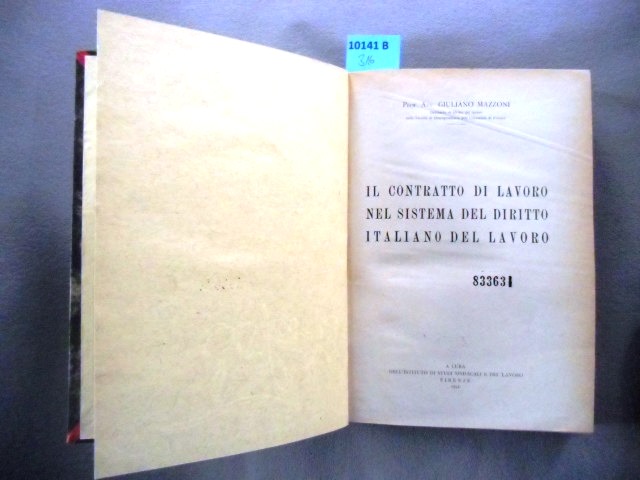 10141 B
Prof. Avv. GIULIANO MAZZONI
IL CONTRATTO DI LAVORO
NEL SISTEMA DEL DIRITTO
ITALIANO DEL LAVORO
83363
A CURA
DELL'ISTITUTO DI STUDI SINDACALI E DEL LAVORO
FIRENZE